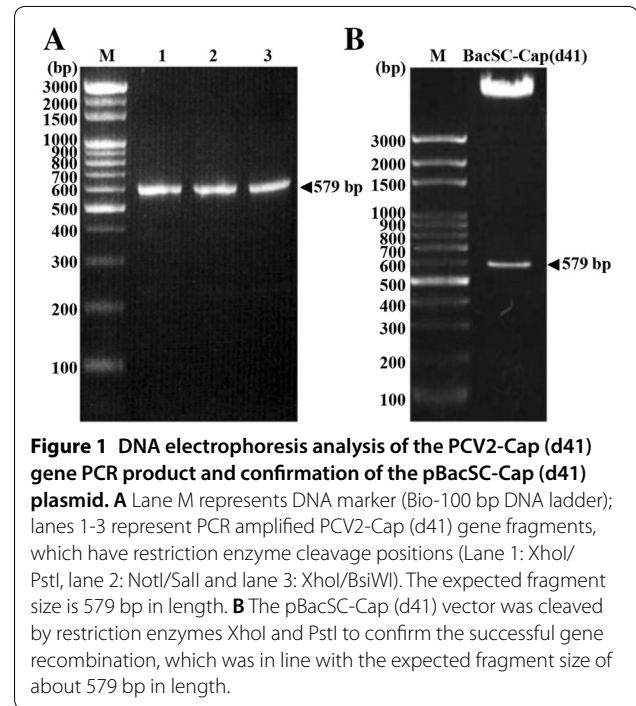 A
B
M 1 2 3
(bp)
3000
2000
1500
1000
900
800
700
600
500
400
300
200
100
◄579 bp
M BacSC-Cap(d41)
(bp)
3000
2000
1500
1000
900
800
700
600
500
400
300
200
100
◄579 bp
Figure 1 DNA electrophoresis analysis of the PCV2-Cap (d41)
gene PCR product and confirmation of the pBacSC-Cap (d41)
plasmid. A Lane M represents DNA marker (Bio-100 bp DNA ladder);
lanes 1-3 represent PCR amplified PCV2-Cap (d41) gene fragments,
which have restriction enzyme cleavage positions (Lane 1: XhoI/
PstI, lane 2: NotI/SalI and lane 3: XhoI/BsiWI). The expected fragment
size is 579 bp in length. B The pBacSC-Cap (d41) vector was cleaved
by restriction enzymes XhoI and PstI to confirm the successful gene
recombination, which was in line with the expected fragment size of
about 579 bp in length.